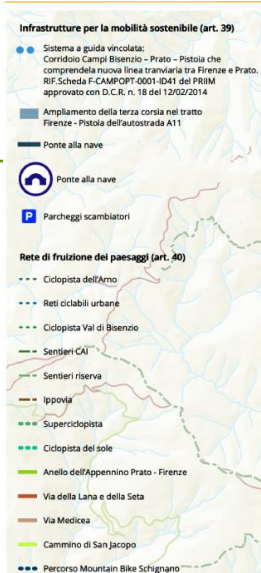 Infrastrutture per la mobilità sostenibile (art. 39)
Sistema a guida vincolata:
Corridoio Campi Bisenzio – Prato – Pistoia che
comprendela nuova linea tranviaria tra Firenze e Prato.
RIF.Scheda F-CAMPOPT-0001-ID41 del PRIIM
approvato con D.C.R. n. 18 del 12/02/2014
Ampliamento della terza corsia nel tratto
Firenze - Pistoia dell'autostrada A11
Ponte alla nave
Ponte alla nave
P Parcheggi scambiatori
Rete di fruizione dei paesaggi (art. 40)
Ciclopista dell'Arno
Reti ciclabili urbane
Ciclopista Val di Bisenzio
Sentieri CAI
Sentieri riserva
Ippovia
Superciclopista
Ciclopista del sole
Anello dell'Appennino Prato - Firenze
Via della Lana e della Seta
Via Medicea
Cammino di San Jacopo
Percorso Mountain Bike Schignano